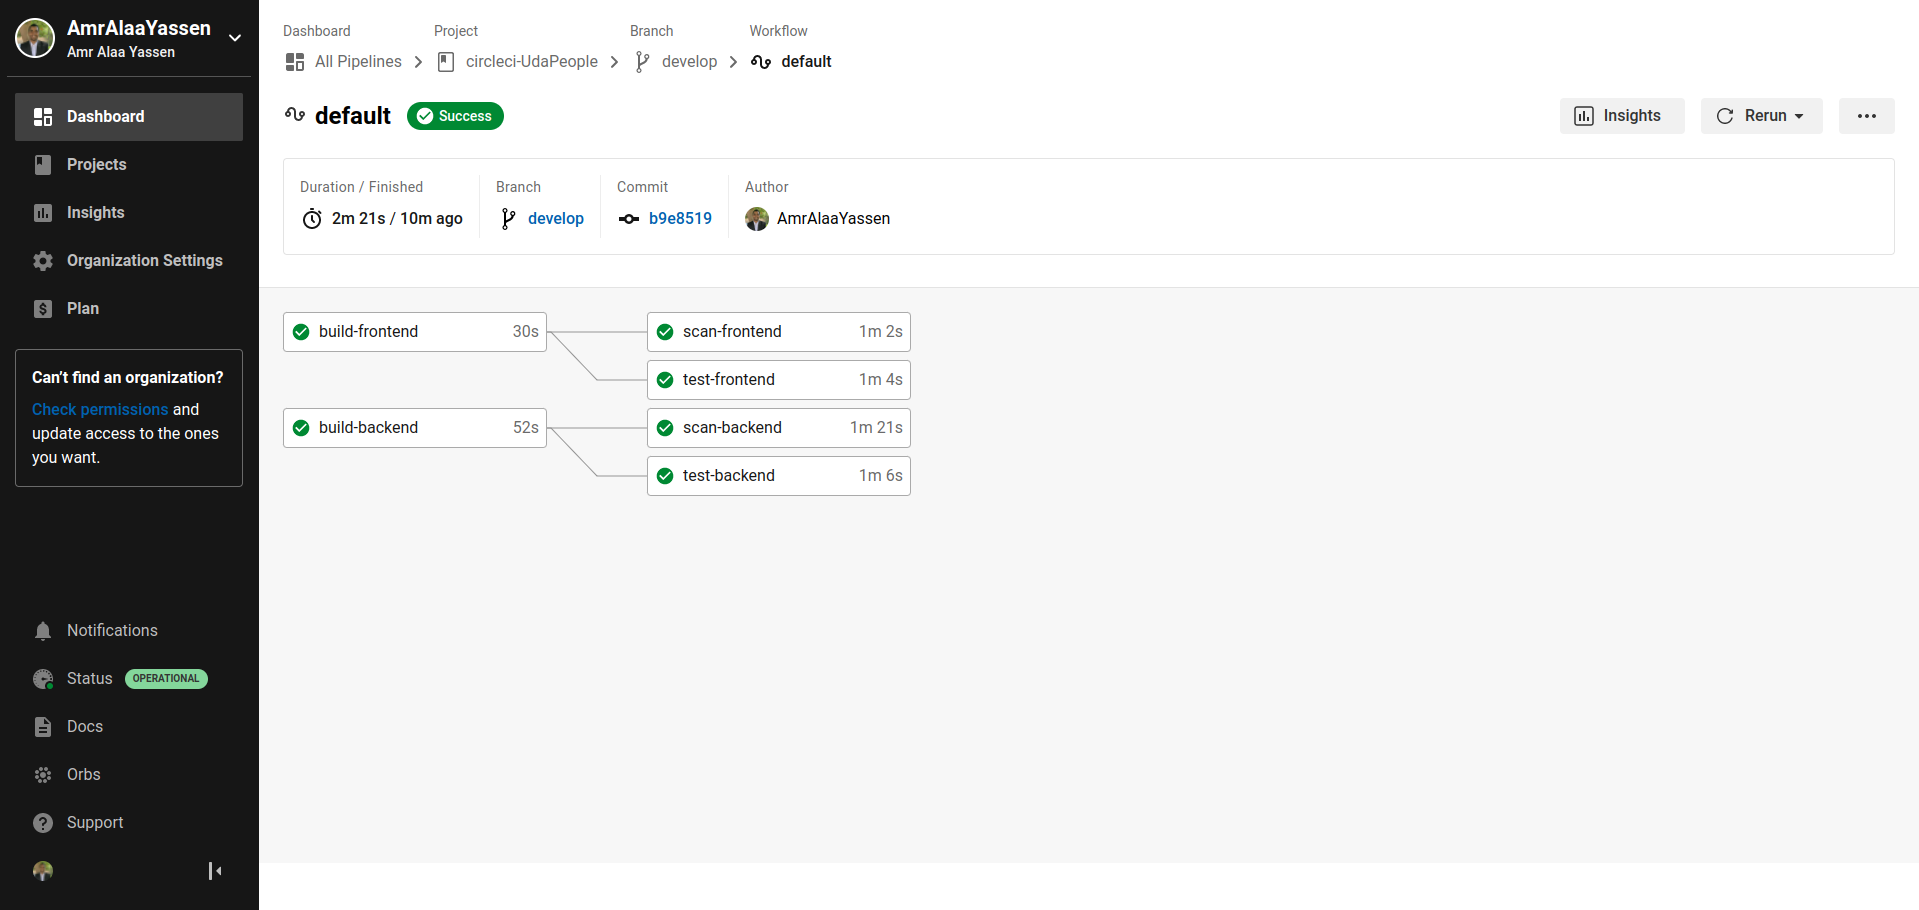 AmrAlaaYassen
Amr Alaa Yassen
Dashboard
Projects
Insights
Organization Settings
Plan
Can't find an organization?
Check permissions and
update access to the ones
you want.
Notifications
Status OPERATIONAL
Docs
Orbs
Support
Dashboard Project Branch Workflow
All Pipelines circleci-UdaPeople develop default
default Success Insights Rerun
Duration / Finished Branch Commit Author
2m 21s / 10m ago develop b9e8519 AmrAlaaYassen
build-frontend 30s scan-frontend 1m 2s
test-frontend 1m 4s
build-backend 52s scan-backend 1m 21s
test-backend 1m 6s